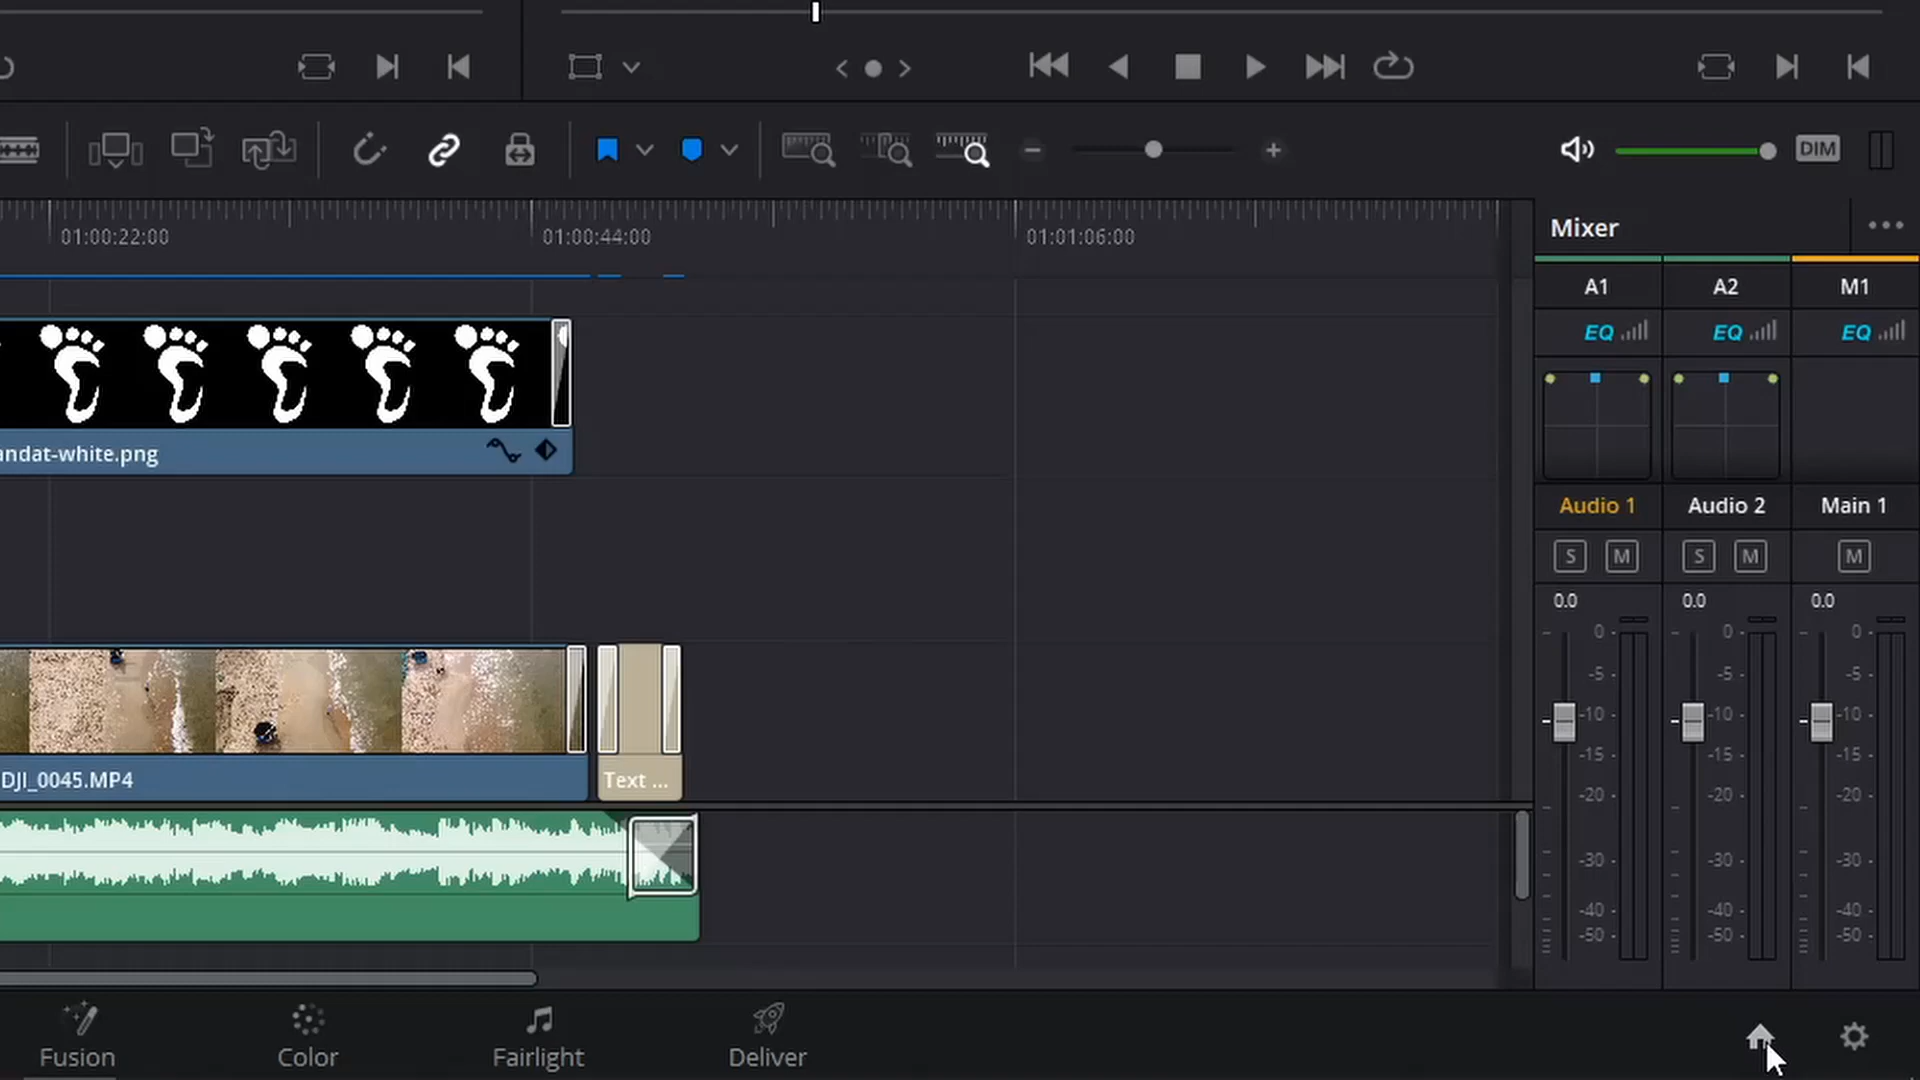 DIM
01:00:22:00
01:00:44:00
01:01:06:00
Mixer
A1
A2
M1
EQ
EQ
EQ
andat-white.png
Audio 1
Audio 2
Main 1
S M
S M
M
0.0
0.0
0.0
0 -
-5 -
-10 -
-15 -
-20 -
-30 -
-40 -
-50 -
0 -
-5 -
-10 -
-15 -
-20 -
-30 -
-40 -
-50 -
0 -
-5 -
-10 -
-15 -
-20 -
-30 -
-40 -
-50 -
DJI_0045.MP4
Text ...
Fusion
Color
Fairlight
Deliver